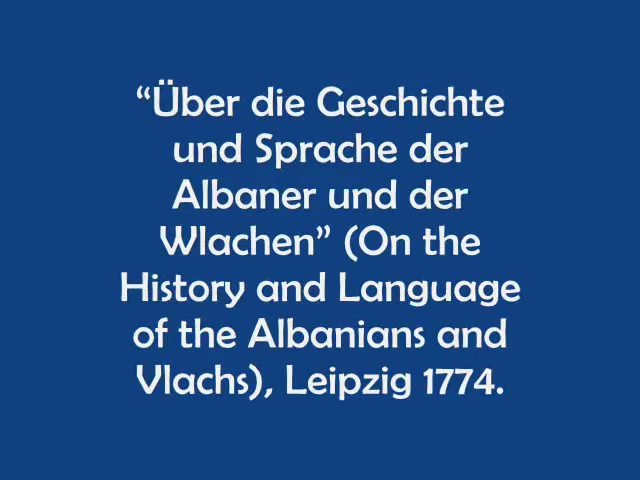 “Über die Geschichte
und Sprache der
Albaner und der
Wlachen” (On the
History and Language
of the Albanians and
Vlachs), Leipzig 1774.